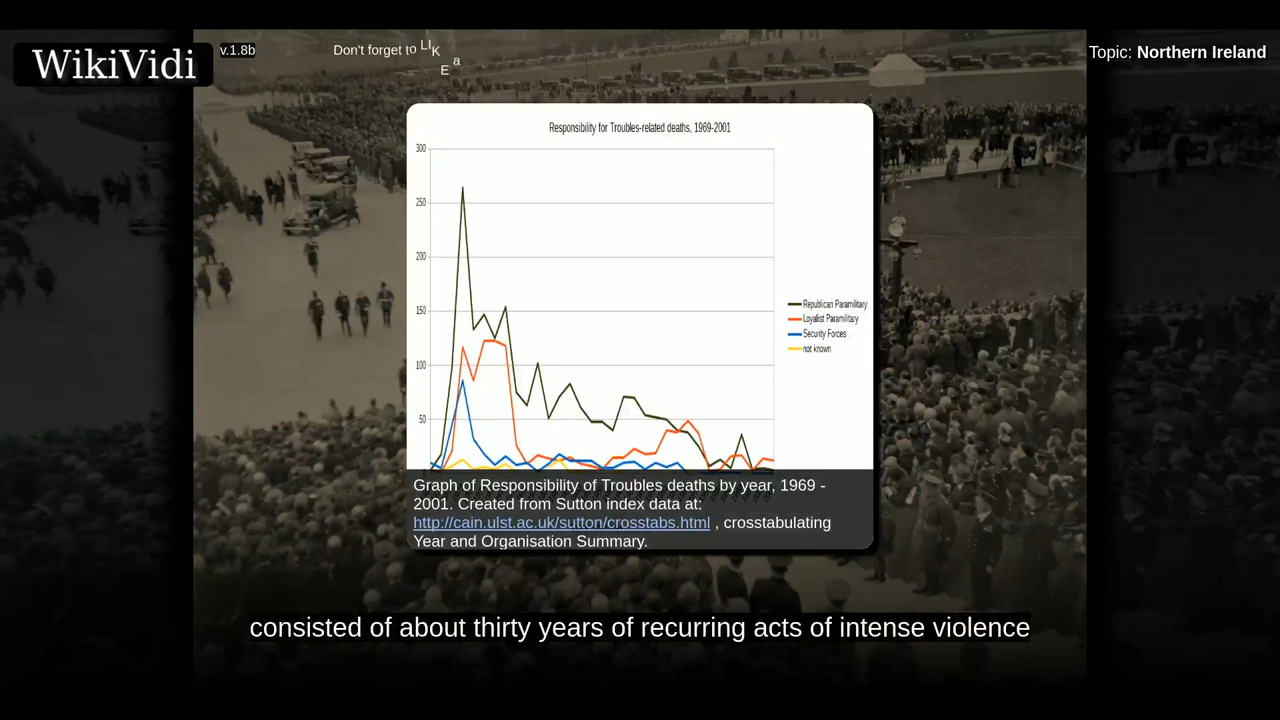 WikiVidi
v.1.8b
Don't forget to LIKE a
Topic: Northern Ireland
Responsibility for Troubles-related deaths, 1969-2001
300
250
200
150
100
50
Republican Paramilitary
Loyalist Paramilitary
Security Forces
not known
Graph of Responsibility of Troubles deaths by year, 1969 -
2001. Created from Sutton index data at:
http://cain.ulst.ac.uk/sutton/crosstabs.html , crosstabulating
Year and Organisation Summary.
consisted of about thirty years of recurring acts of intense violence